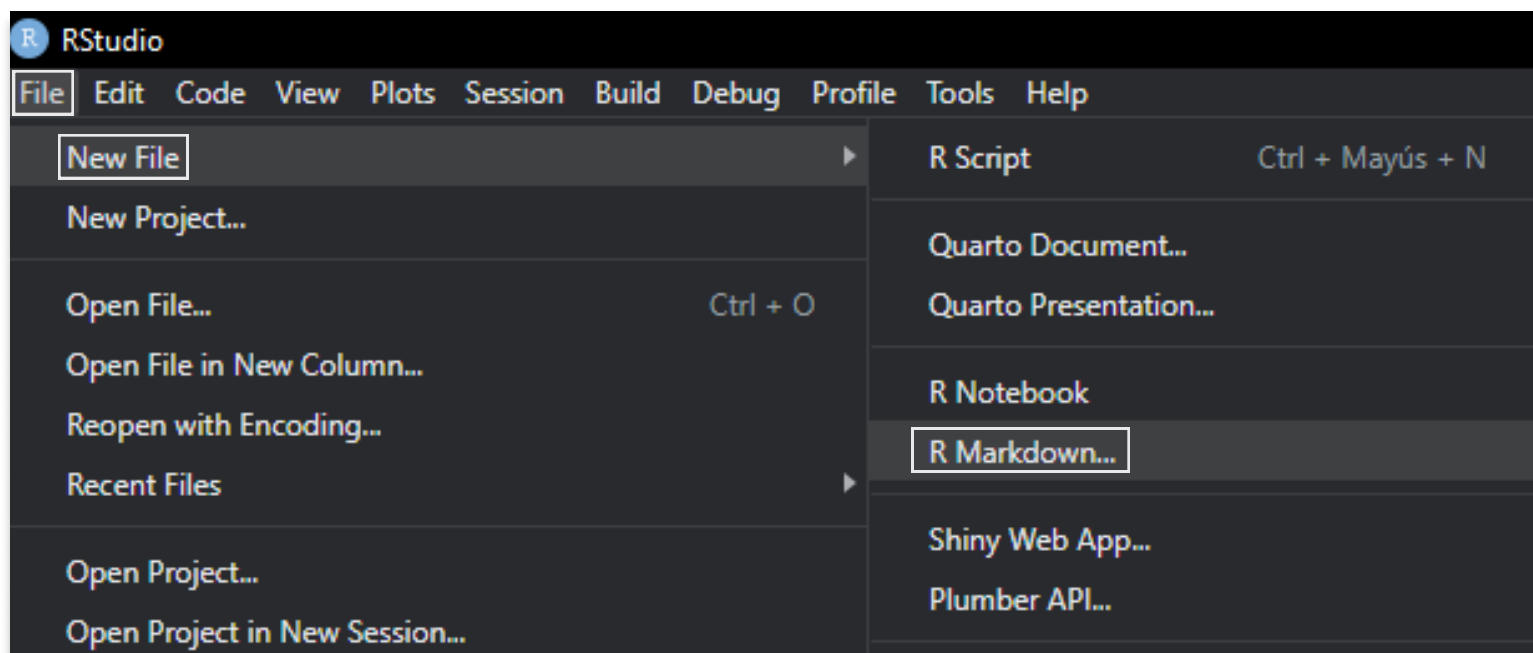 R RStudio
File Edit Code View Plots Session Build Debug Profile Tools Help
New File
New Project...
Open File... Ctrl + O
Open File in New Column...
Reopen with Encoding...
Recent Files
Open Project...
Open Project in New Session...
R Script Ctrl + Mayús + N
Quarto Document...
Quarto Presentation...
R Notebook
R Markdown...
Shiny Web App...
Plumber API...